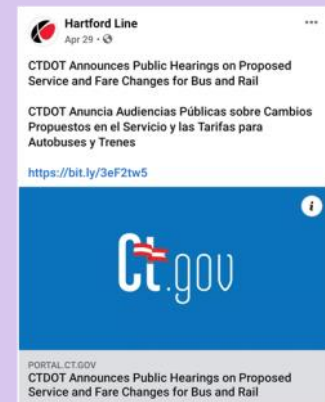 Hartford Line
Apr 29
CTDOT Announces Public Hearings on Proposed
Service and Fare Changes for Bus and Rail
CTDOT Anuncia Audiencias Públicas sobre Cambios
Propuestos en el Servicio y las Tarifas para
Autobuses y Trenes
https://bit.ly/3eF2tw5
i
Ct.gov
PORTAL.CT.GOV
CTDOT Announces Public Hearings on Proposed
Service and Fare Changes for Bus and Rail